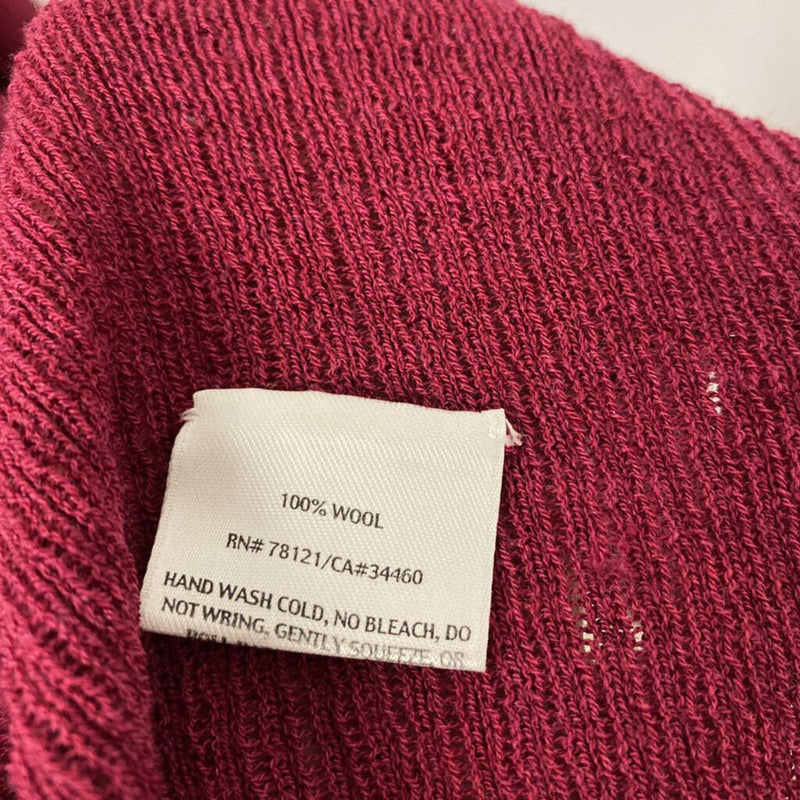 100% WOOL
RN# 78121/CA#34460
HAND WASH COLD, NO BLEACH, DO
NOT WRING, GENTLY SQUEEZE OR